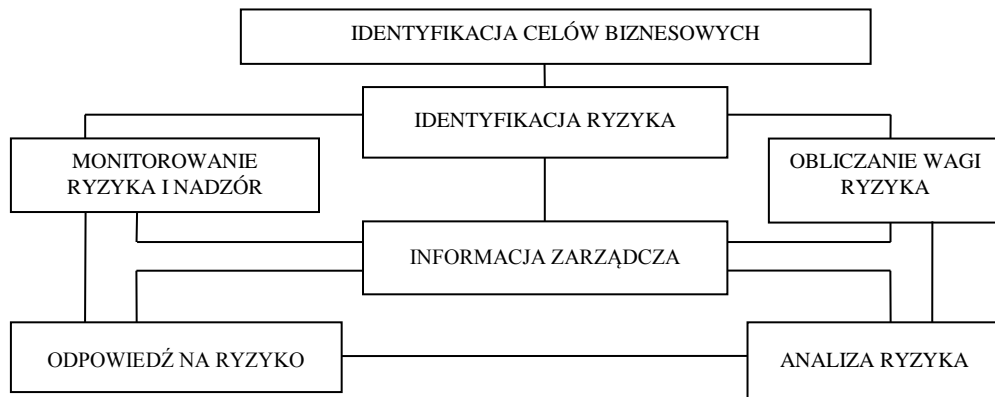 IDENTYFIKACJA CELÓW BIZNESOWYCH
IDENTYFIKACJA RYZYKA
MONITOROWANIE
RYZYKA I NADZÓR
OBLICZANIE WAGI
RYZYKA
INFORMACJA ZARZĄDCZA
ODPOWIEDŹ NA RYZYKO
ANALIZA RYZYKA